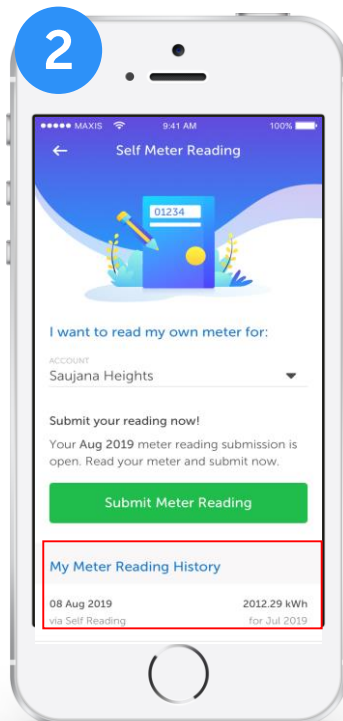 2
MAXIS 9:41 AM 100%
Self Meter Reading
01234
I want to read my own meter for:
ACCOUNT
Saujana Heights
Submit your reading now!
Your Aug 2019 meter reading submission is
open. Read your meter and submit now.
Submit Meter Reading
My Meter Reading History
08 Aug 2019 2012.29 kWh
via Self Reading for Jul 2019